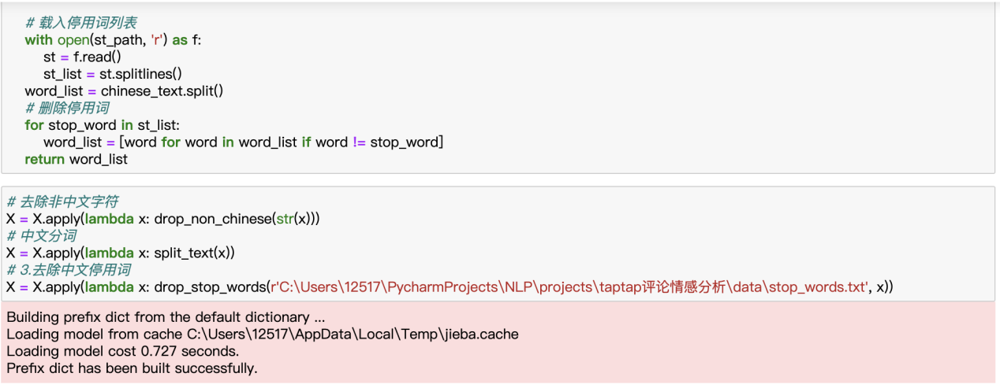 # 载入停用词列表
with open(st_path, 'r') as f:
st = f.read()
st_list = st.splitlines()
word_list = chinese_text.split()
# 删除停用词
for stop_word in st_list:
word_list = [word for word in word_list if word != stop_word]
return word_list
# 去除非中文字符
X = X.apply(lambda x: drop_non_chinese(str(x)))
# 中文分词
X = X.apply(lambda x: split_text(x))
# 3.去除中文停用词
X = X.apply(lambda x: drop_stop_words(r'C:\Users\12517\PycharmProjects\NLP\projects\taptap评论情感分析\data\stop_words.txt', x))
Building prefix dict from the default dictionary ...
Loading model from cache C:\Users\12517\AppData\Local\Temp\jieba.cache
Loading model cost 0.727 seconds.
Prefix dict has been built successfully.